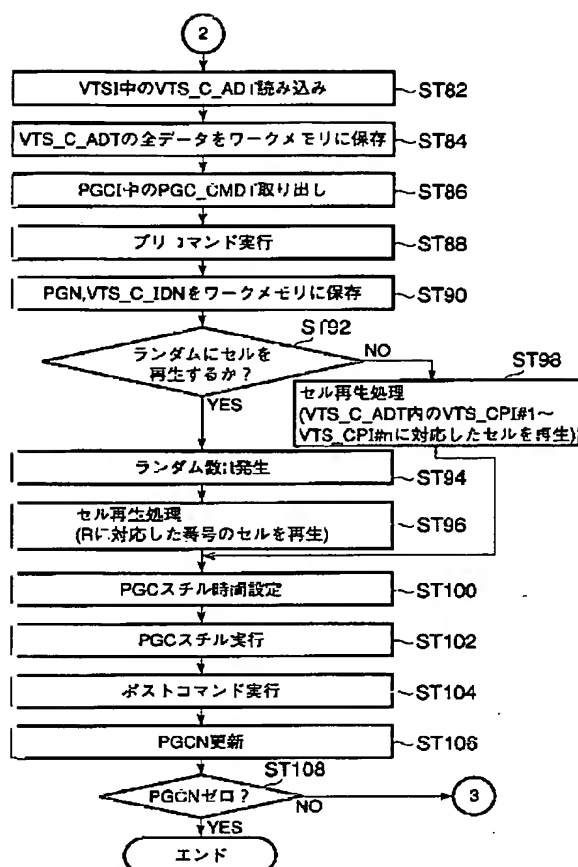 2
VTSI中のVTS_C_ADT読み込み
ST82
VTS_C_ADTの全データをワークメモリに保存
ST84
PGCI中のPGC_CMDT取り出し
ST86
プリコマンド実行
ST88
PGN,VTS_C_IDNをワークメモリに保存
ST90
ST92
ランダムにセルを
再生するか？
NO
YES
ST98
セル再生処理
(VTS_C_ADT内のVTS_CPI#1〜
VTS_CPI#nに対応したセルを再生)
ランダム数 発生
ST94
セル再生処理
(Rに対応した番号のセルを再生)
ST96
PGCスチル時間設定
ST100
PGCスチル実行
ST102
ポストコマンド実行
ST104
PGCN更新
ST106
ST108
PGCNゼロ？
NO
3
YES
エンド